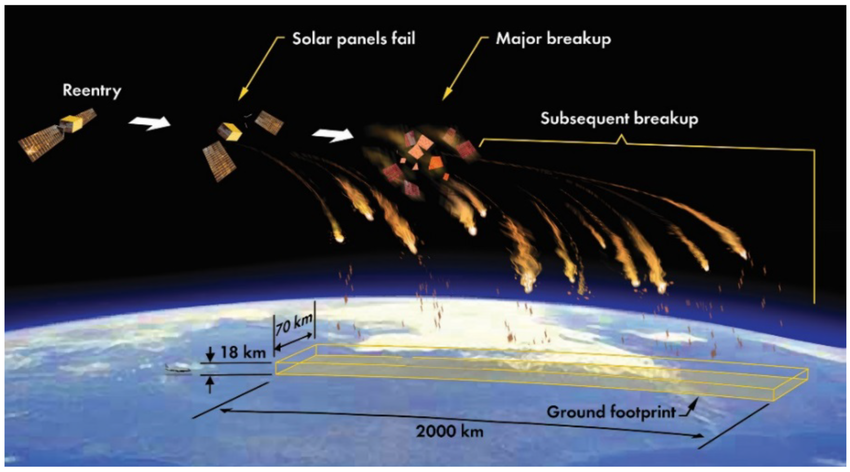 Solar panels fail
Major breakup
Reentry
Subsequent breakup
70 km
18 km
Ground footprint
2000 km